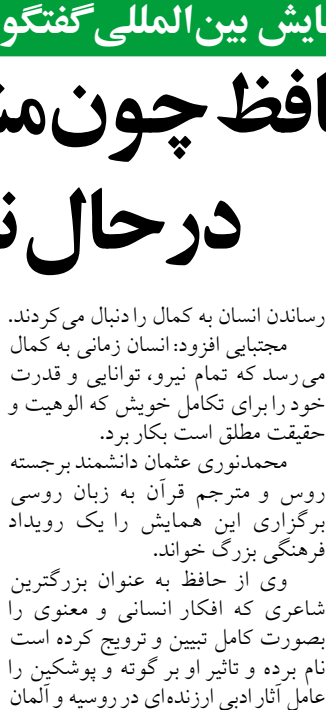 بین‌المللی گفتگو
چون
در حال
رساندن انسان به کمال را دنبال می‌کردند.
مجتبایی افزود: انسان زمانی به کمال
می‌رسد که تمام نیرو، توانایی و قدرت
خود را برای تکامل خویش که الوهیت و
حقیقت مطلق است بکار برد.
محمدنوری عثمان دانشمند برجسته
روس و مترجم قرآن به زبان روسی
برگزاری این همایش را یک رویداد
فرهنگی بزرگ خواند.
وی از حافظ به عنوان بزرگترین
شاعری که افکار انسانی و معنوی را
بصورت کامل تبیین و ترویج کرده است
نام برده و تاثیر او بر گوته و پوشکین را
عامل آثار ادبی ارزنده‌ای در روسیه و آلمان